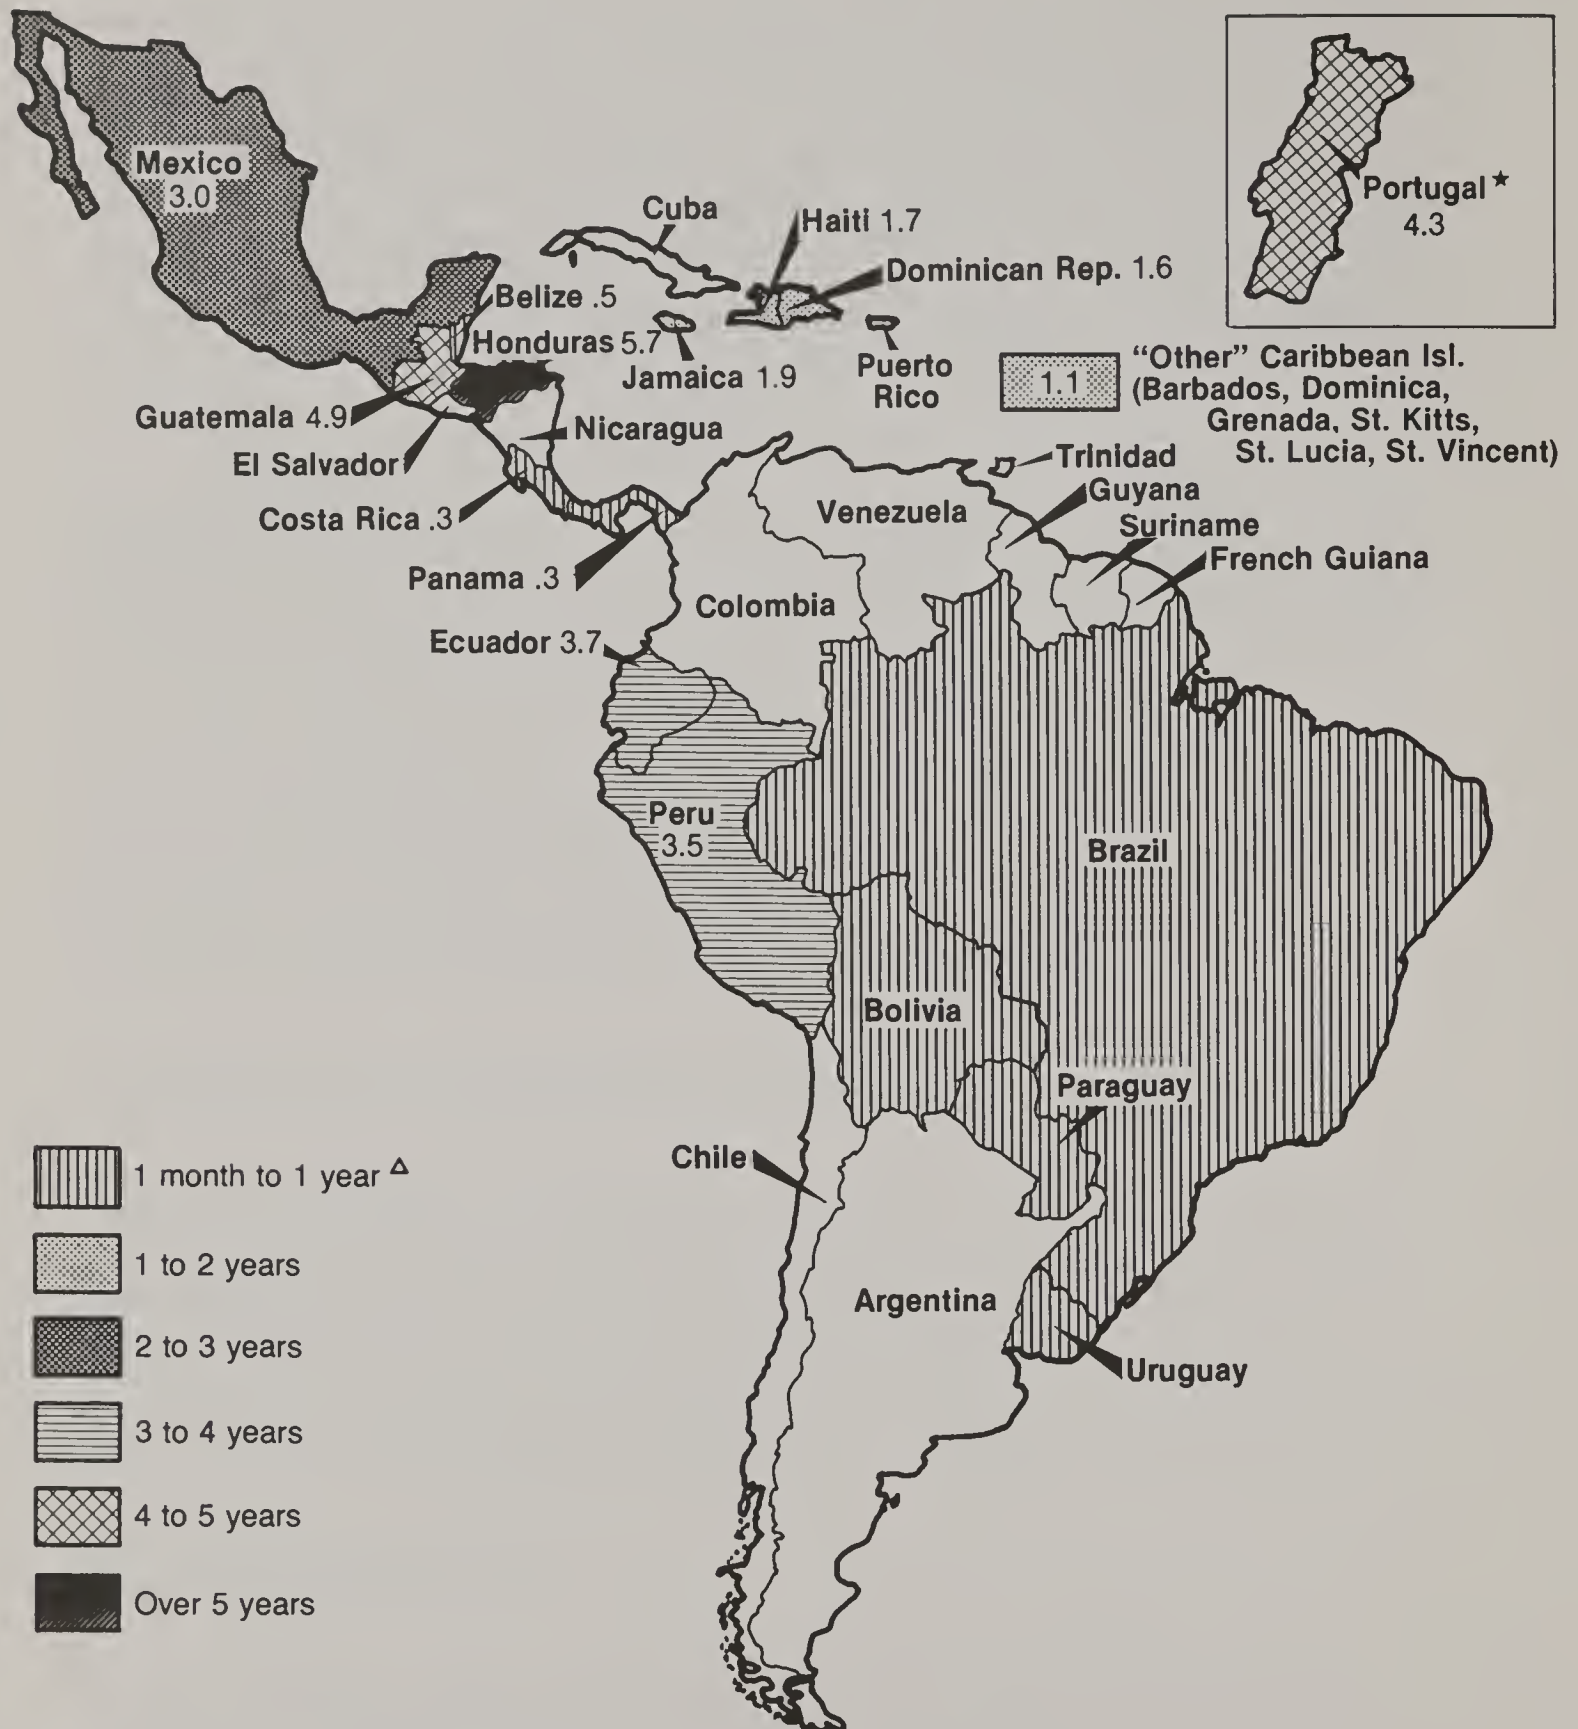 Mexico
3.0
Cuba
Haiti 1.7
Dominican Rep. 1.6
Portugal★
4.3
Belize .5
Honduras 5.7
Jamaica 1.9
Puerto
Rico
1.1
"Other" Caribbean Isl.
(Barbados, Dominica,
Grenada, St. Kitts,
St. Lucia, St. Vincent)
Guatemala 4.9
Nicaragua
El Salvador
Trinidad
Guyana
Costa Rica .3
Venezuela
Suriname
French Guiana
Panama .3
Colombia
Ecuador 3.7
Peru
3.5
Brazil
Bolivia
Paraguay
Chile
Argentina
Uruguay
1 month to 1 year Δ
1 to 2 years
2 to 3 years
3 to 4 years
4 to 5 years
Over 5 years